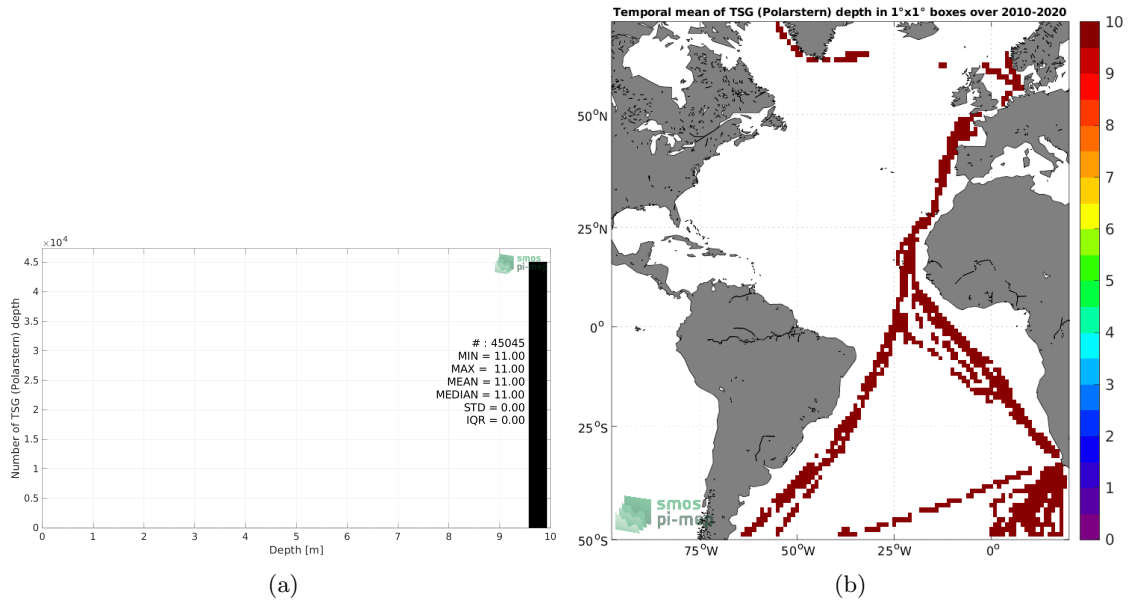 ×10⁴
4.5
4
3.5
3
2.5
2
1.5
1
0.5
0
Number of TSG (Polarstern) depth
smos
pi-mep
# : 45045
MIN = 11.00
MAX = 11.00
MEAN = 11.00
MEDIAN = 11.00
STD = 0.00
IQR = 0.00
0 1 2 3 4 5 6 7 8 9 10
Depth [m]
(a)
Temporal mean of TSG (Polarstern) depth in 1°x1° boxes over 2010-2020
50°N
25°N
0°
25°S
50°S
75°W 50°W 25°W 0°
smos
pi-mep
10
9
8
7
6
5
4
3
2
1
0
(b)